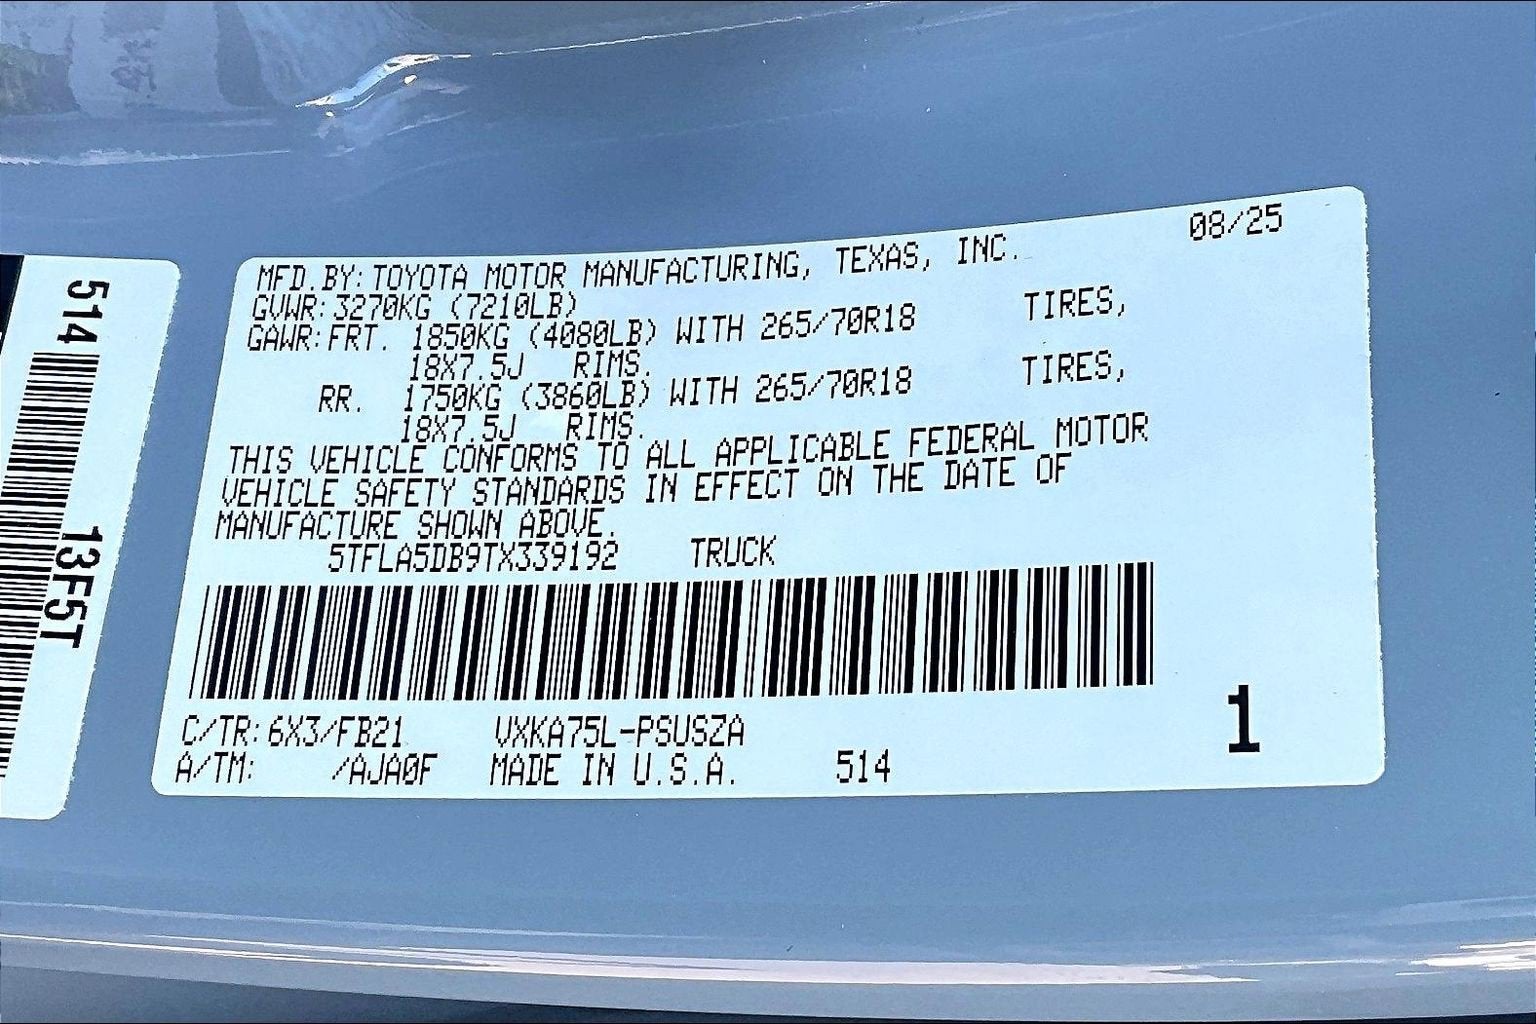 514
13F5T
08/25
MFD.BY: TOYOTA MOTOR MANUFACTURING, TEXAS, INC.
GVWR: 3270KG (7210LB)
GAWR: FRT. 1850KG (4080LB) WITH 265/70R18 TIRES,
18X7.5J RIMS.
RR. 1750KG (3860LB) WITH 265/70R18 TIRES,
18X7.5J RIMS.
THIS VEHICLE CONFORMS TO ALL APPLICABLE FEDERAL MOTOR
VEHICLE SAFETY STANDARDS IN EFFECT ON THE DATE OF
MANUFACTURE SHOWN ABOVE.
5TFLA5DB9TX339192 TRUCK
C/TR: 6X3/FB21 VXKA75L-PSUSZA
A/TM: /AJA0F MADE IN U.S.A. 514
1